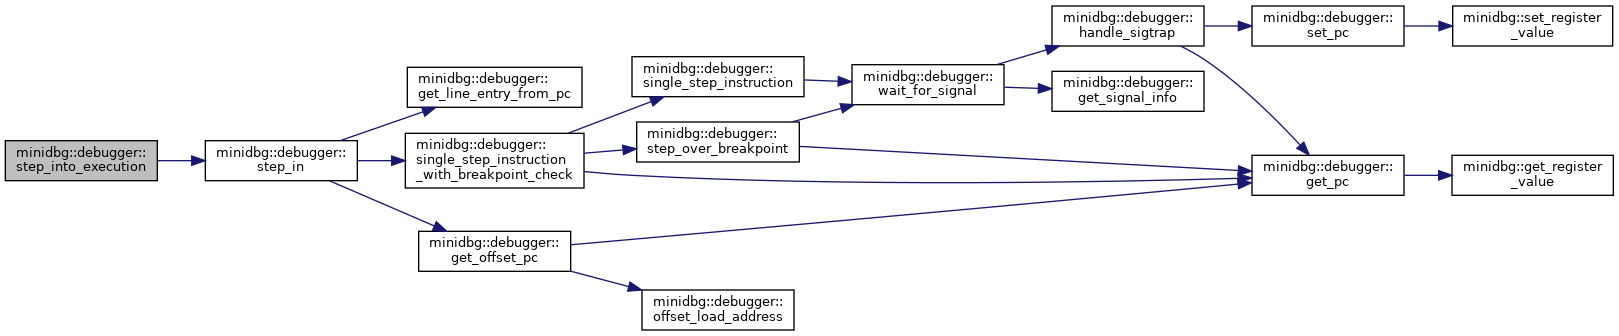 minidbg::debugger::
step_into_execution
minidbg::debugger::
step_in
minidbg::debugger::
get_line_entry_from_pc
minidbg::debugger::
single_step_instruction
_with_breakpoint_check
minidbg::debugger::
get_offset_pc
minidbg::debugger::
single_step_instruction
minidbg::debugger::
step_over_breakpoint
minidbg::debugger::
offset_load_address
minidbg::debugger::
wait_for_signal
minidbg::debugger::
handle_sigtrap
minidbg::debugger::
get_signal_info
minidbg::debugger::
get_pc
minidbg::debugger::
set_pc
minidbg::set_register
_value
minidbg::get_register
_value